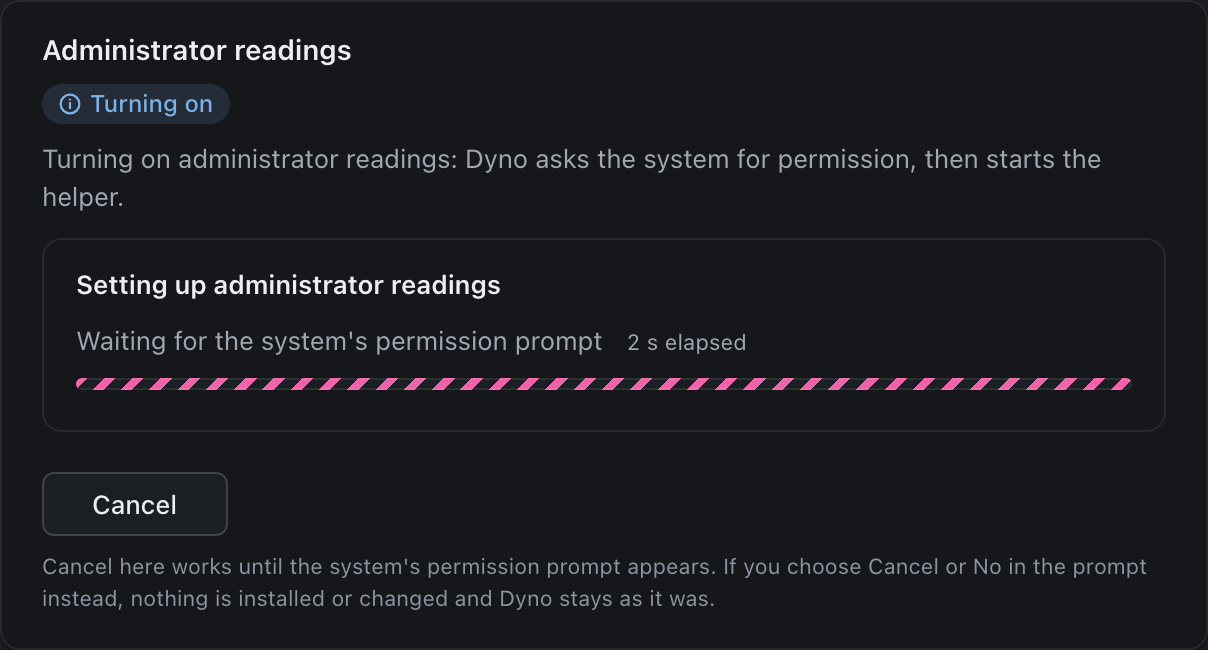 Administrator readings
Turning on
Turning on administrator readings: Dyno asks the system for permission, then starts the
helper.
Setting up administrator readings
Waiting for the system's permission prompt 2 s elapsed
Cancel
Cancel here works until the system's permission prompt appears. If you choose Cancel or No in the prompt
instead, nothing is installed or changed and Dyno stays as it was.